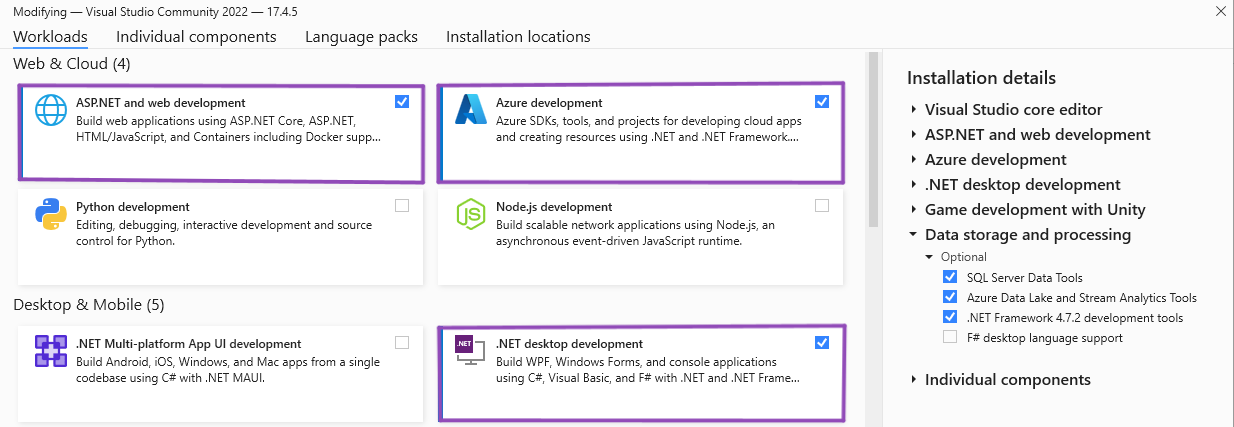 Modifying — Visual Studio Community 2022 — 17.4.5
Workloads Individual components Language packs Installation locations
Web & Cloud (4)
ASP.NET and web development
Build web applications using ASP.NET Core, ASP.NET,
HTML/JavaScript, and Containers including Docker supp...
Azure development
Azure SDKs, tools, and projects for developing cloud apps
and creating resources using .NET and .NET Framework....
Python development
Editing, debugging, interactive development and source
control for Python.
JS
Node.js development
Build scalable network applications using Node.js, an
asynchronous event-driven JavaScript runtime.
Desktop & Mobile (5)
.NET Multi-platform App UI development
Build Android, iOS, Windows, and Mac apps from a single
codebase using C# with .NET MAUI.
.NET
.NET desktop development
Build WPF, Windows Forms, and console applications
using C#, Visual Basic, and F# with .NET and .NET Frame...
Installation details
Visual Studio core editor
ASP.NET and web development
Azure development
.NET desktop development
Game development with Unity
Data storage and processing
Optional
SQL Server Data Tools
Azure Data Lake and Stream Analytics Tools
.NET Framework 4.7.2 development tools
F# desktop language support
Individual components